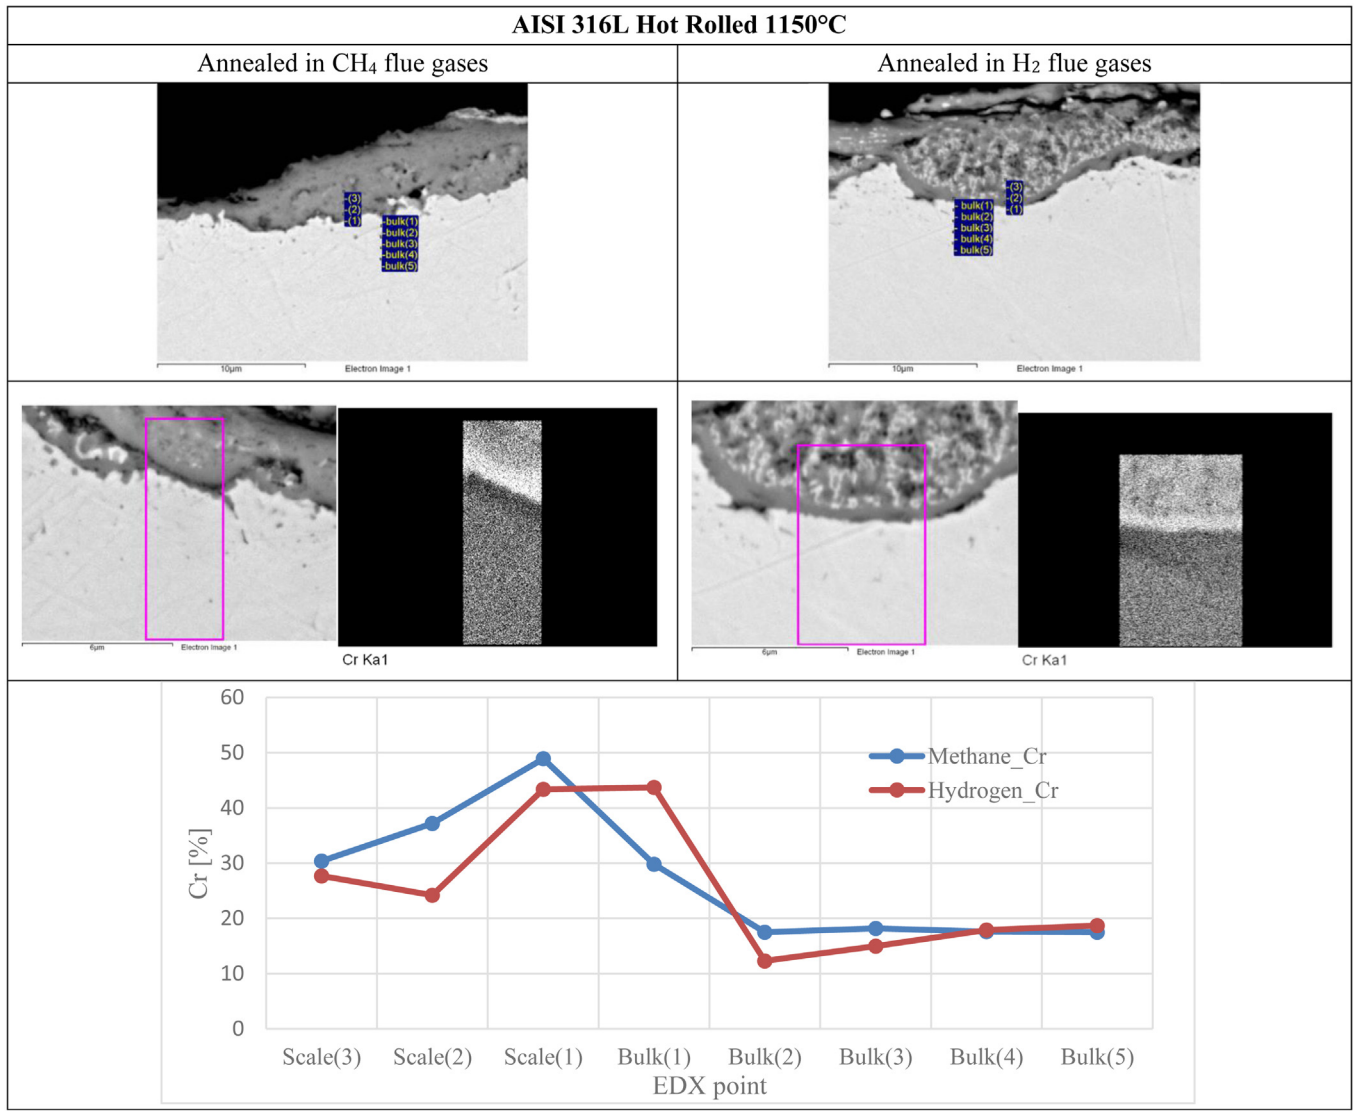 AISI 316L Hot Rolled 1150°C
Annealed in CH₄ flue gases
Annealed in H₂ flue gases
(3)
(2)
(1)
bulk(1)
bulk(2)
bulk(3)
bulk(4)
bulk(5)
10µm
Electron Image 1
(3)
(2)
(1)
bulk(1)
bulk(2)
bulk(3)
bulk(4)
bulk(5)
10µm
Electron Image 1
6µm
Electron Image 1
Cr Ka1
6µm
Electron Image 1
Cr Ka1
60
50
40
30
20
10
0
Cr [%]
Methane_Cr
Hydrogen_Cr
Scale(3) Scale(2) Scale(1) Bulk(1) Bulk(2) Bulk(3) Bulk(4) Bulk(5)
EDX point